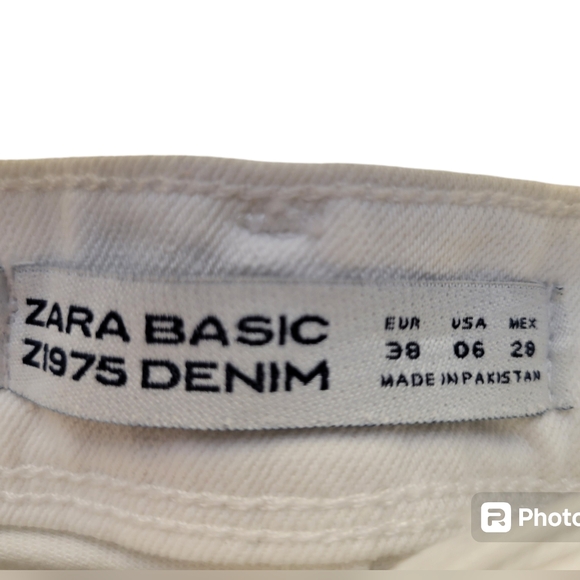 ZARA BASIC
Z1975 DENIM
EUR USA MEX
38 06 28
MADE IN PAKISTAN
Photo